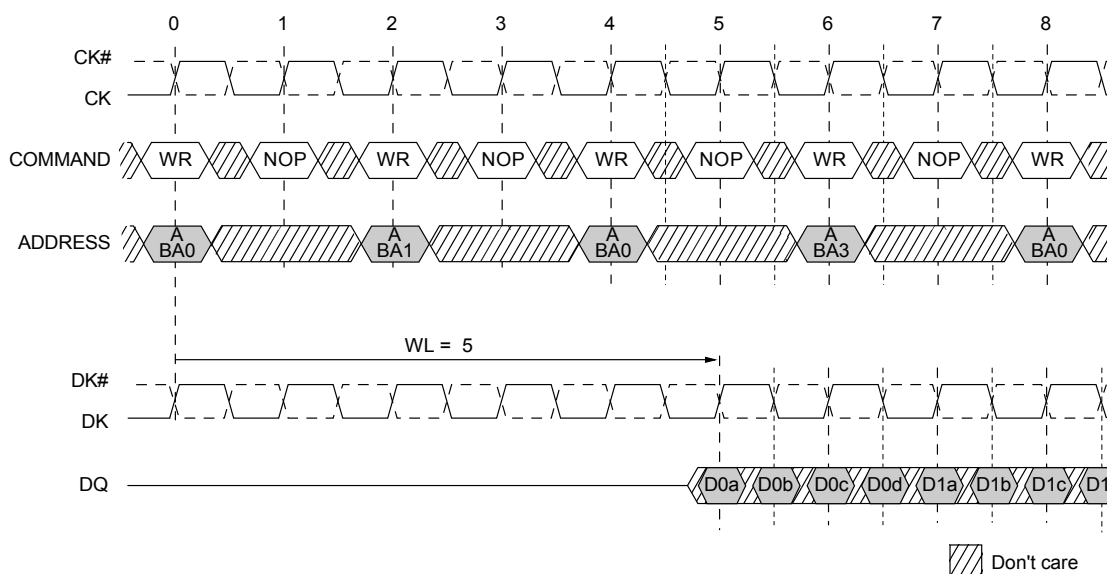 0 1 2 3 4 5 6 7 8
CK#
CK
COMMAND WR NOP WR NOP WR NOP WR NOP WR
ADDRESS A BA0 A BA1 A BA0 A BA3 A BA0
WL = 5
DK#
DK
DQ D0a D0b D0c D0d D1a D1b D1c D1
Don't care